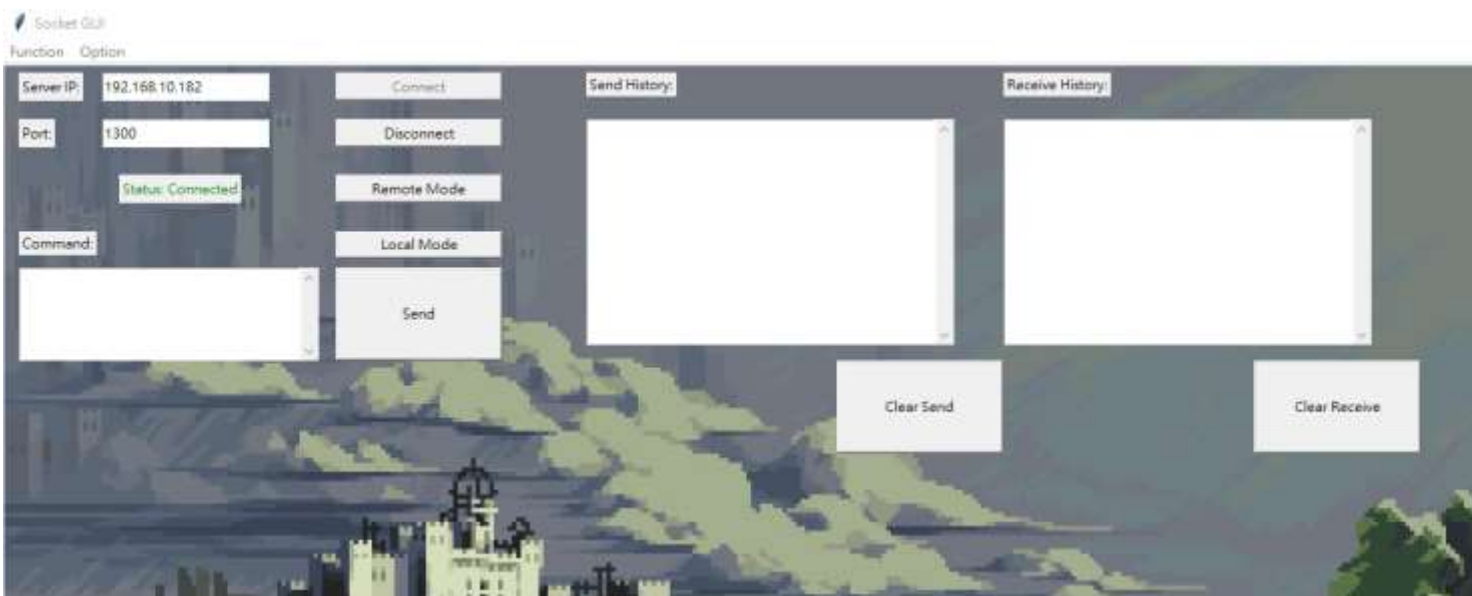 Socket GUI
Function Option
Server IP: 192.168.10.182 Connect Send History: Receive History:
Port: 1300 Disconnect
Status: Connected Remote Mode
Command: Local Mode
Send
Clear Send Clear Receive